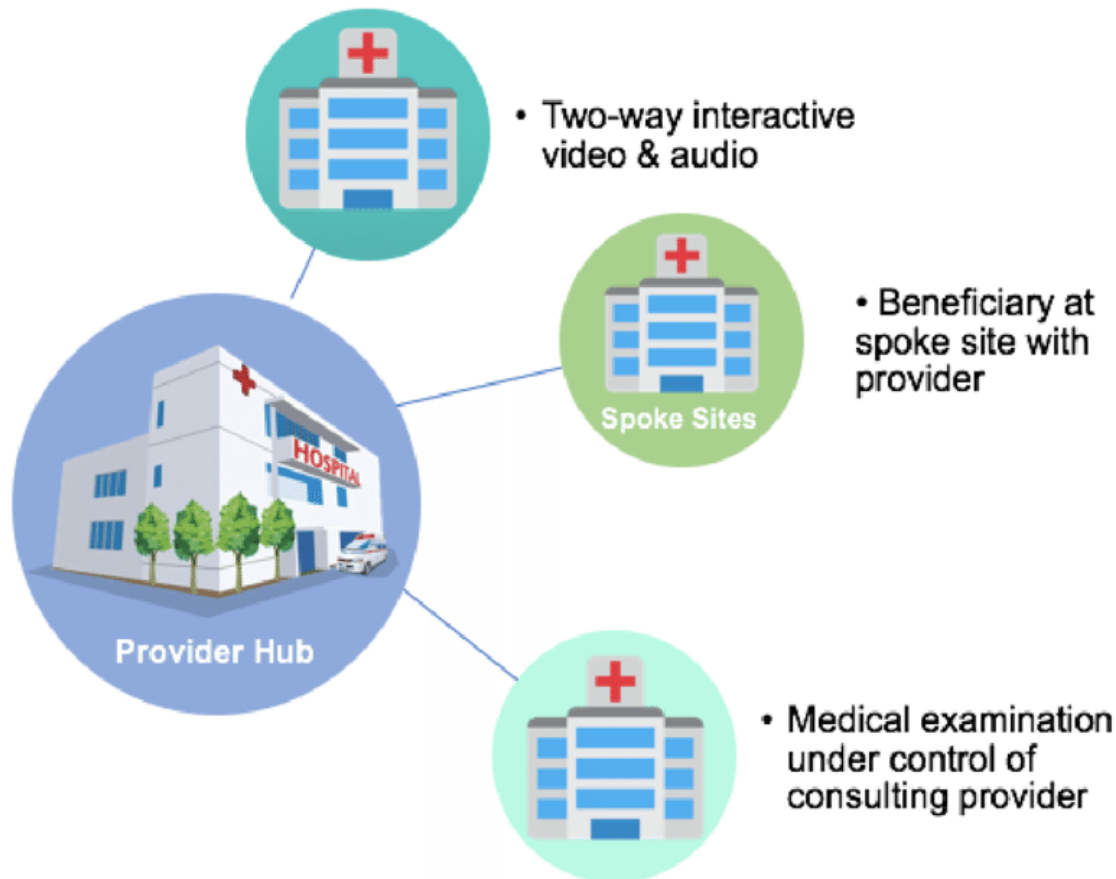 • Two-way interactive
video & audio
• Beneficiary at
spoke site with
provider
Spoke Sites
HOSPITAL
Provider Hub
• Medical examination
under control of
consulting provider